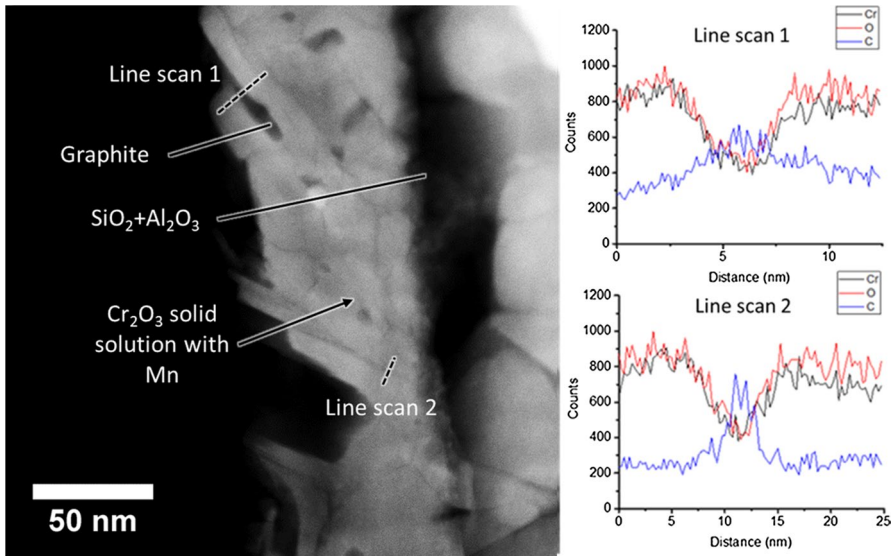 Line scan 1
Graphite
SiO₂+Al₂O₃
Cr₂O₃ solid
solution with
Mn
Line scan 2
50 nm
Line scan 1
Cr
O
C
1200
1000
800
600
400
200
0
Counts
0 5 10
Distance (nm)
Line scan 2
Cr
O
C
1200
1000
800
600
400
200
0
Counts
0 5 10 15 20 25
Distance (nm)